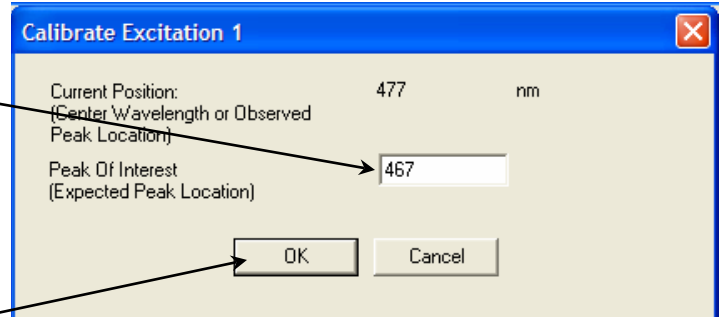 Calibrate Excitation 1
Current Position: 477 nm
(Center Wavelength or Observed
Peak Location)
Peak Of Interest 467
(Expected Peak Location)
OK Cancel